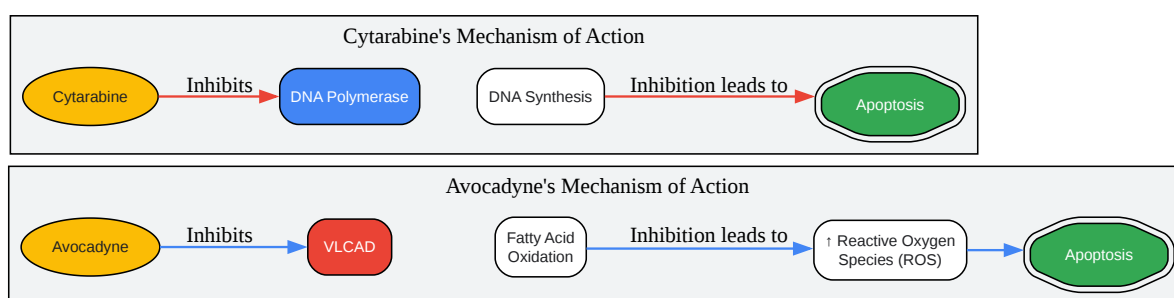 Cytarabine's Mechanism of Action
Cytarabine
Inhibits
DNA Polymerase
DNA Synthesis
Inhibition leads to
Apoptosis
Avocadyne's Mechanism of Action
Avocadyne
Inhibits
VLCAD
Fatty Acid
Oxidation
Inhibition leads to
↑ Reactive Oxygen
Species (ROS)
Apoptosis